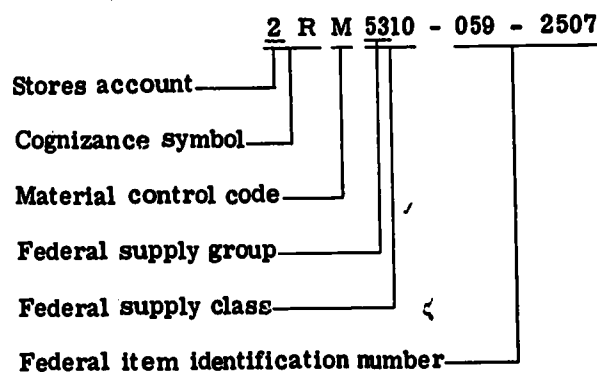 2 R M 5310 - 059 - 2507
Stores account
Cognizance symbol
Material control code
Federal supply group
Federal supply class
Federal item identification number